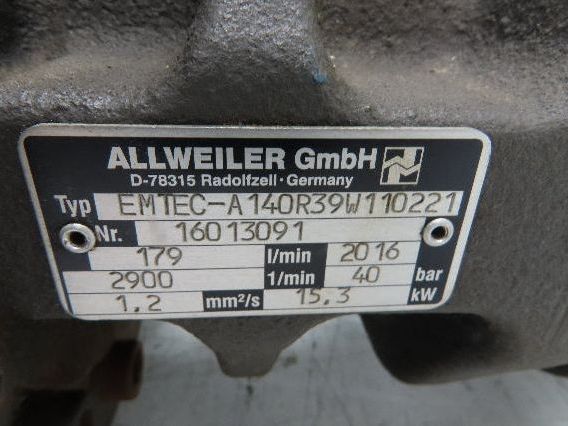 ALLWEILER GmbH
D-78315 Radolfzell · Germany
Typ EMTEC-A140R39W110221
Nr. 16013091
179 l/min 2016
2900 1/min 40 bar
1.2 mm²/s 15.3 kW